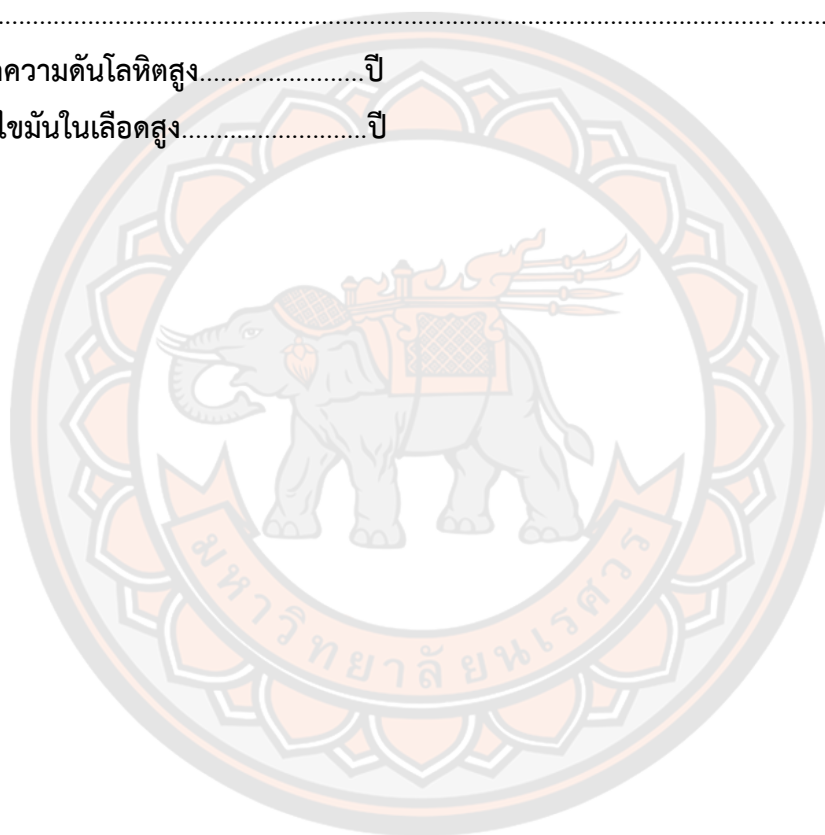 ................................................................................................................ ......
ความดันโลหิตสูง.......................ปี
ไขมันในเลือดสูง..........................ปี
มหาวิทยาลัยนเรศวร